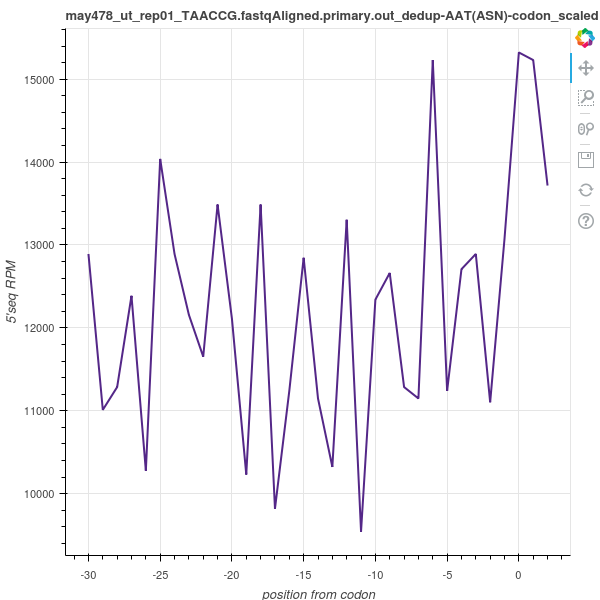 may478_ut_rep01_TAACCG.fastqAligned.primary.out_dedup-AAT(ASN)-codon_scaled
15000
14000
13000
12000
11000
10000
5'seq RPM
-30 -25 -20 -15 -10 -5 0
position from codon